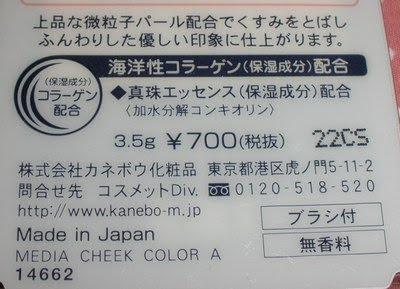 上品な微粒子パール配合でくすみをとばし
ふんわりした優しい印象に仕上がります。
(保湿成分)
コラーゲン
配合
海洋性コラーゲン(保湿成分)配合
◆真珠エッセンス(保湿成分)配合
〈加水分解コンキオリン〉
3.5g ¥700(税抜) 22CS
株式会社カネボウ化粧品 東京都港区虎ノ門5-11-2
問合せ先 コスメットDiv. 0120-518-520
http://www.kanebo-m.jp/
ブラシ付
Made in Japan
無香料
MEDIA CHEEK COLOR A
14662